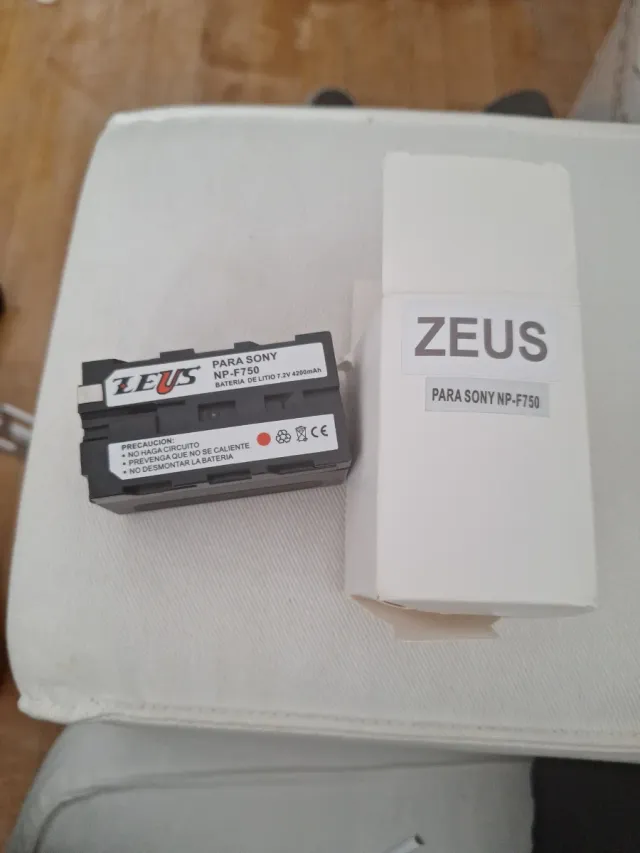 ZEUS
PARA SONY
NP-F750
BATERIA DE LITIO 7.2V 4200mAh
PRECAUCION:
• NO HAGA CIRCUITO
• PREVENGA QUE NO SE CALIENTE
• NO DESMONTAR LA BATERIA
CE
ZEUS
PARA SONY NP-F750